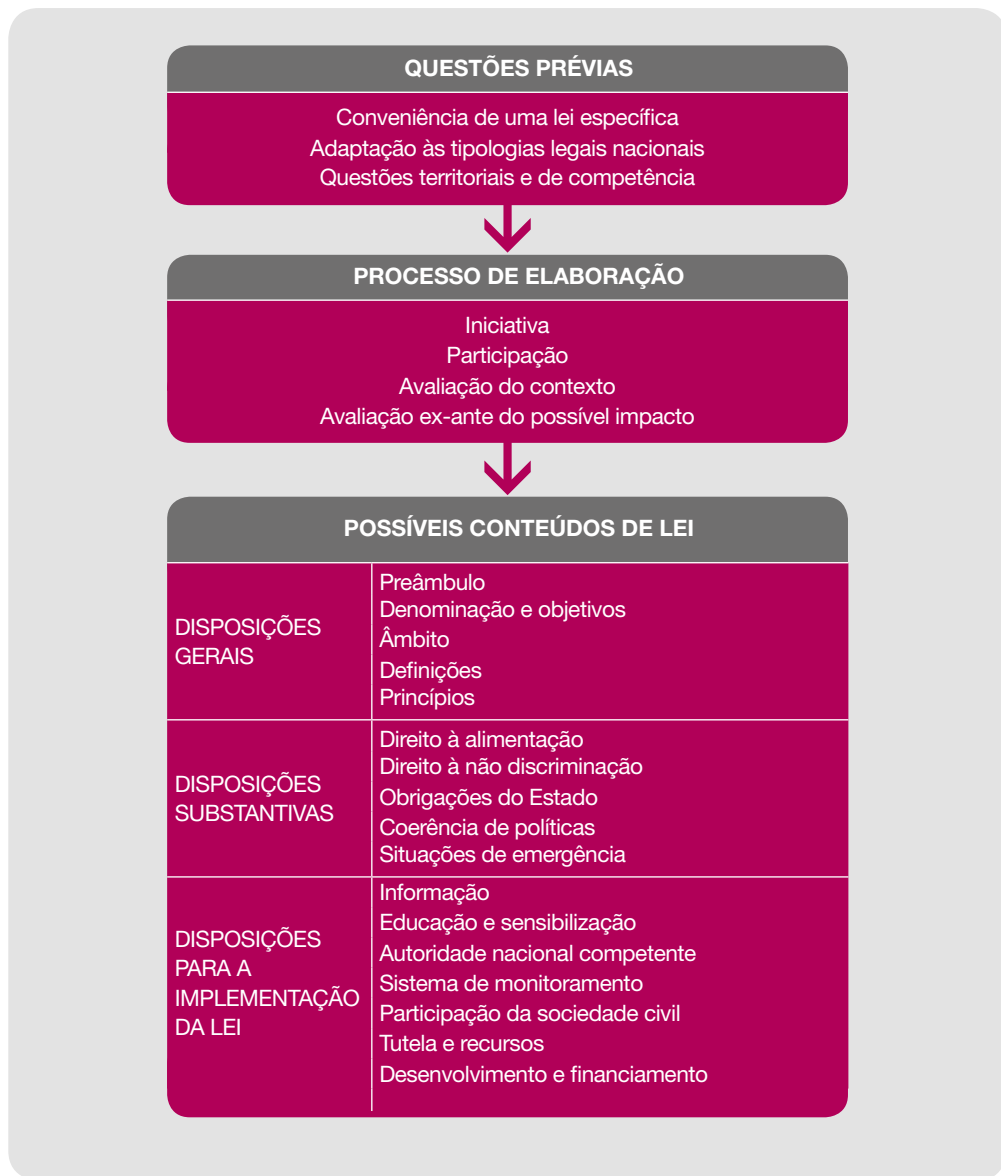 QUESTÕES PRÉVIAS
Conveniência de uma lei específica
Adaptação às tipologias legais nacionais
Questões territoriais e de competência
PROCESSO DE ELABORAÇÃO
Iniciativa
Participação
Avaliação do contexto
Avaliação ex-ante do possível impacto
POSSÍVEIS CONTEÚDOS DE LEI
DISPOSIÇÕES
GERAIS
Preâmbulo
Denominação e objetivos
Âmbito
Definições
Princípios
DISPOSIÇÕES
SUBSTANTIVAS
Direito à alimentação
Direito à não discriminação
Obrigações do Estado
Coerência de políticas
Situações de emergência
DISPOSIÇÕES
PARA A
IMPLEMENTAÇÃO
DA LEI
Informação
Educação e sensibilização
Autoridade nacional competente
Sistema de monitoramento
Participação da sociedade civil
Tutela e recursos
Desenvolvimento e financiamento